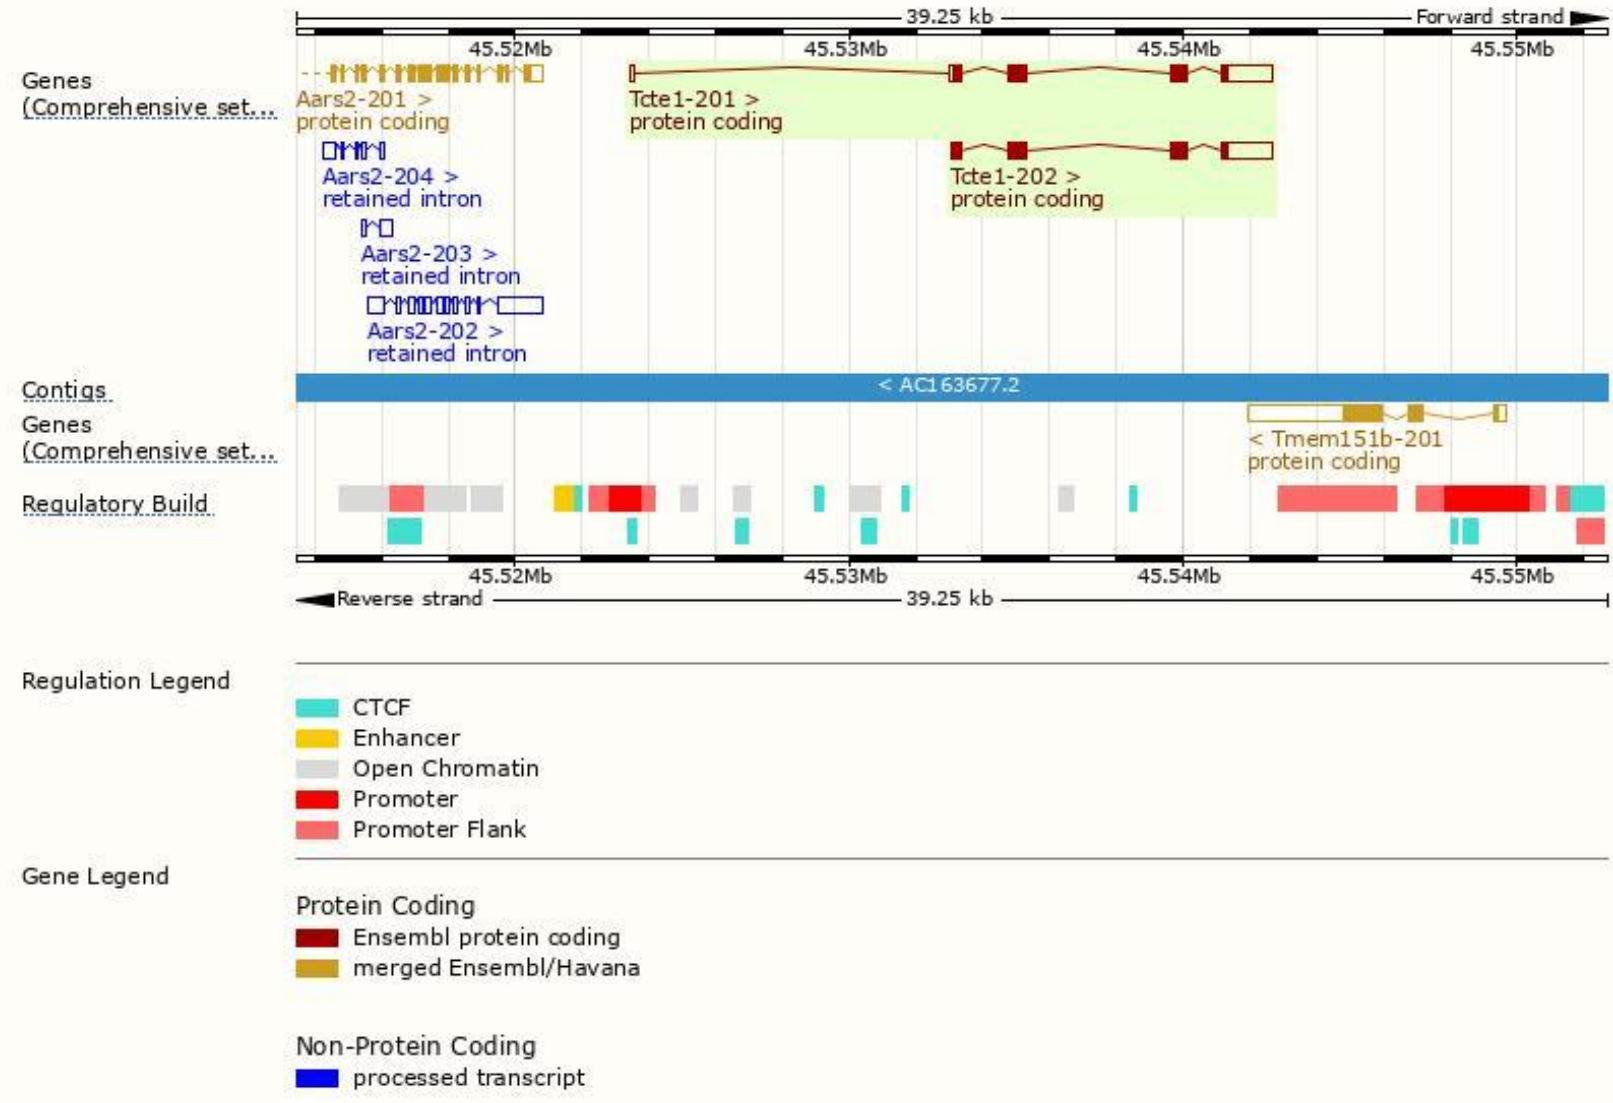 39.25 kb
Forward strand
45.52Mb 45.53Mb 45.54Mb 45.55Mb
Genes
(Comprehensive set...
Aars2-201 >
protein coding
Tcte1-201 >
protein coding
Aars2-204 >
retained intron
Tcte1-202 >
protein coding
Aars2-203 >
retained intron
Aars2-202 >
retained intron
Contigs
< AC163677.2
Genes
(Comprehensive set...
< Tmem151b-201
protein coding
Regulatory Build
45.52Mb 45.53Mb 45.54Mb 45.55Mb
Reverse strand
39.25 kb
Regulation Legend
CTCF
Enhancer
Open Chromatin
Promoter
Promoter Flank
Gene Legend
Protein Coding
Ensembl protein coding
merged Ensembl/Havana
Non-Protein Coding
processed transcript